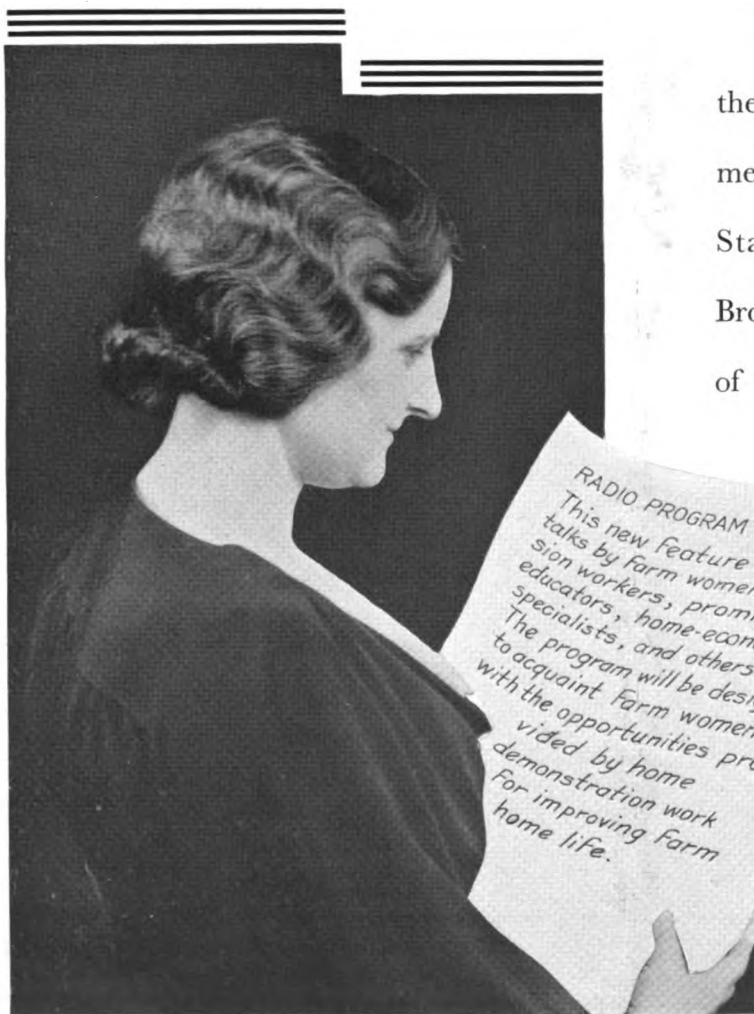 the
me
Sta
Bro
of
RADIO PROGRAM
This new feature
talks by farm women
sion workers, promi
educators, home-econ
specialists, and others
The program will be desig
to acquaint farm women
with the opportunities pro
vided by home
demonstration work
for improving farm
home life.